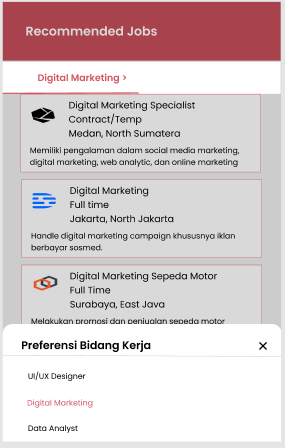 Recommended Jobs
Digital Marketing >
Digital Marketing Specialist
Contract/Temp
Medan, North Sumatera
Memiliki pengalaman dalam social media marketing,
digital marketing, web analytic, dan online marketing
Digital Marketing
Full time
Jakarta, North Jakarta
Handle digital marketing campaign khususnya iklan
berbayar sosmed.
Digital Marketing Sepeda Motor
Full Time
Surabaya, East Java
Melakukan promosi dan penjualan sepeda motor
Preferensi Bidang Kerja
UI/UX Designer
Digital Marketing
Data Analyst